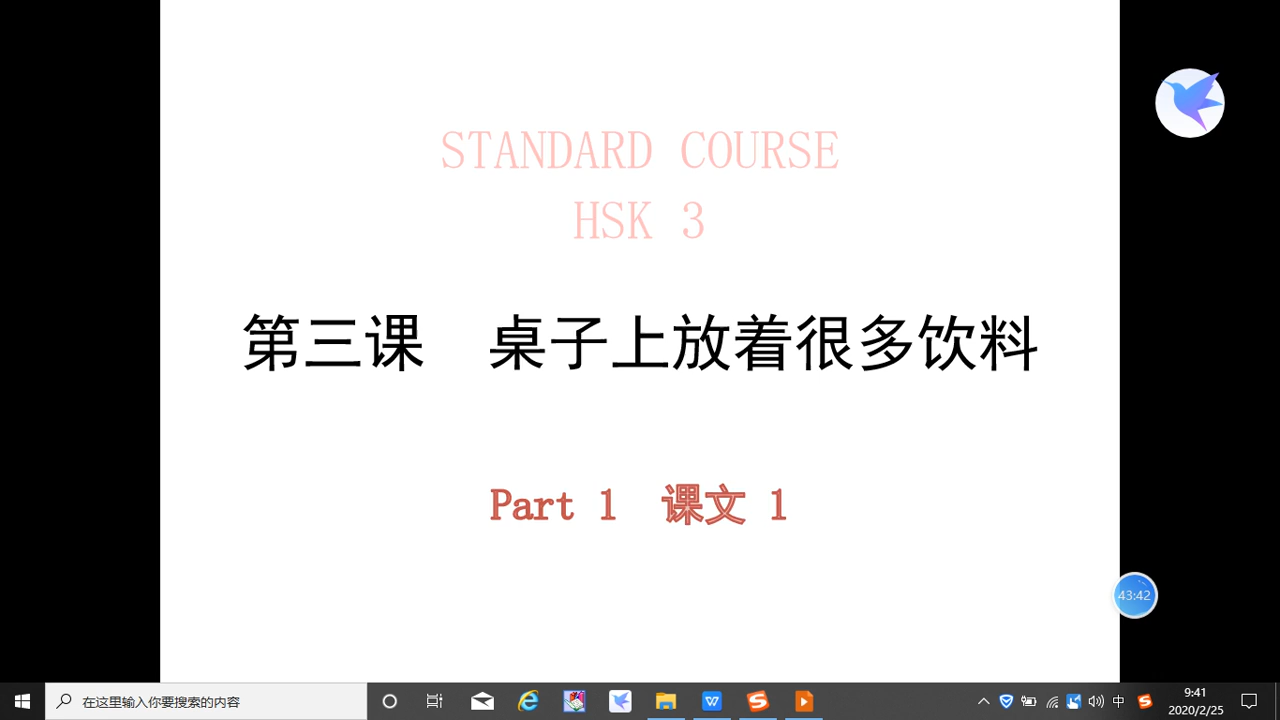 STANDARD COURSE
HSK 3
第三课 桌子上放着很多饮料
Part 1 课文 1
43:42
在这里输入你要搜索的内容
中
9:41
2020/2/25